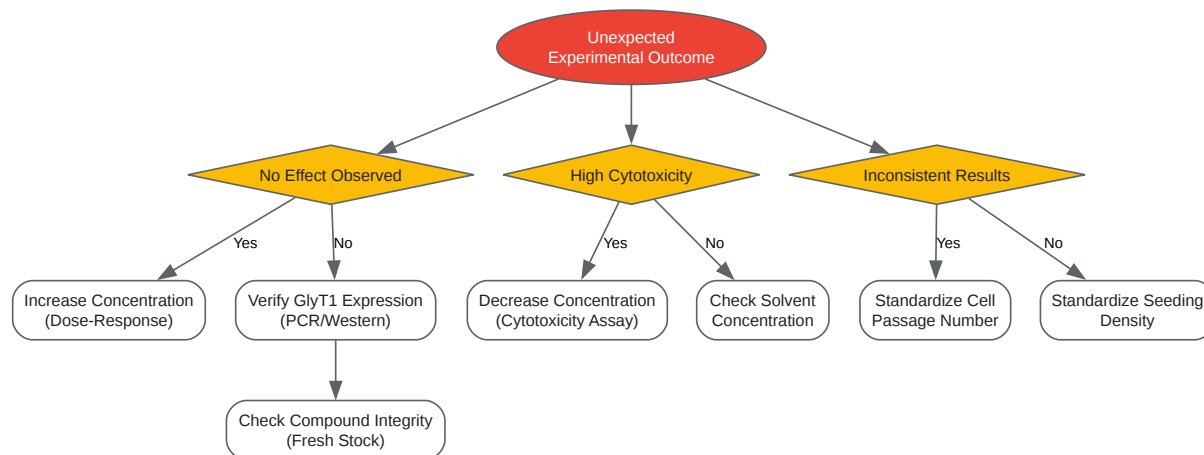 Unexpected
Experimental Outcome
No Effect Observed
High Cytotoxicity
Inconsistent Results
Yes
No
Yes
No
Yes
No
Increase Concentration
(Dose-Response)
Verify GlyT1 Expression
(PCR/Western)
Decrease Concentration
(Cytotoxicity Assay)
Check Solvent
Concentration
Standardize Cell
Passage Number
Standardize Seeding
Density
Check Compound Integrity
(Fresh Stock)